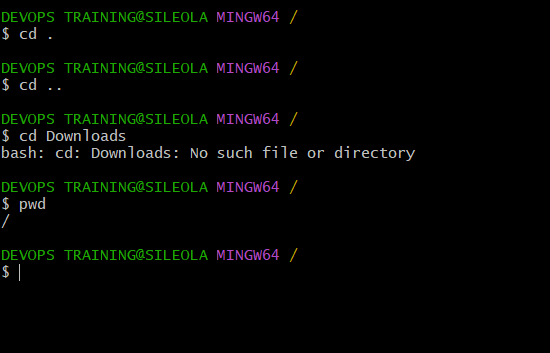 DEVOPS TRAINING@SILEOLA MINGW64 /
$ cd .
DEVOPS TRAINING@SILEOLA MINGW64 /
$ cd ..
DEVOPS TRAINING@SILEOLA MINGW64 /
$ cd Downloads
bash: cd: Downloads: No such file or directory
DEVOPS TRAINING@SILEOLA MINGW64 /
$ pwd
/
DEVOPS TRAINING@SILEOLA MINGW64 /
$